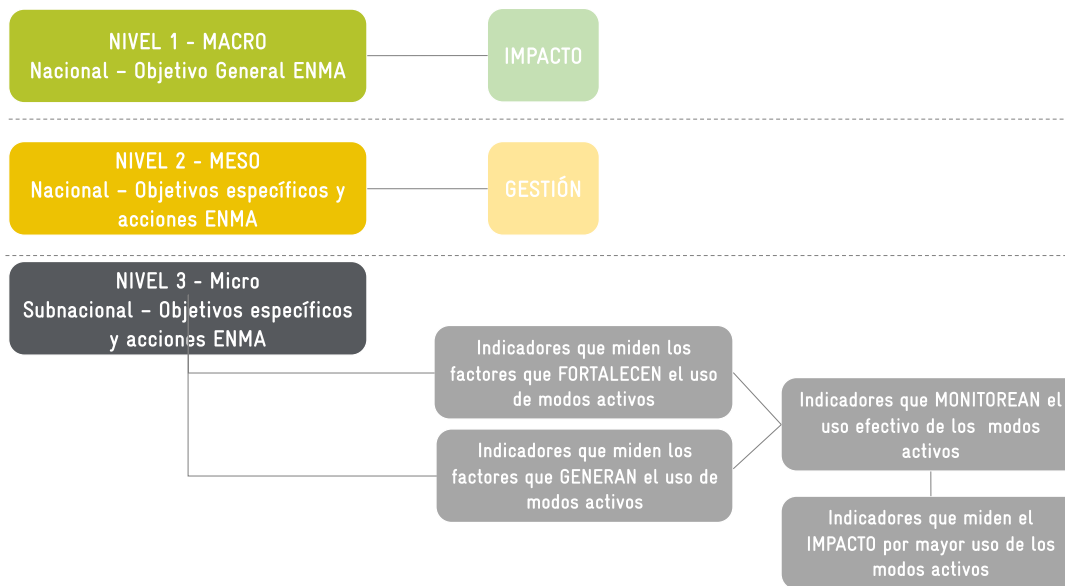 NIVEL 1 - MACRO
Nacional – Objetivo General ENMA
IMPACTO
NIVEL 2 - MESO
Nacional – Objetivos específicos y
acciones ENMA
GESTIÓN
NIVEL 3 - Micro
Subnacional – Objetivos específicos
y acciones ENMA
Indicadores que miden los
factores que FORTALECEN el uso
de modos activos
Indicadores que miden los
factores que GENERAN el uso de
modos activos
Indicadores que MONITOREAN el
uso efectivo de los modos
activos
Indicadores que miden el
IMPACTO por mayor uso de los
modos activos